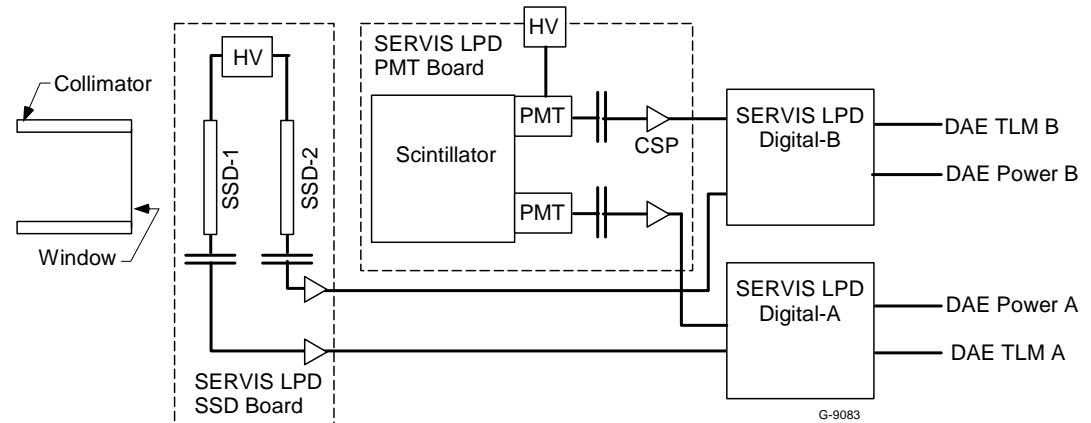 Collimator
Window
HV
SSD-1
SSD-2
SERVIS LPD
SSD Board
SERVIS LPD
PMT Board
HV
Scintillator
PMT
CSP
PMT
SERVIS LPD
Digital-B
DAE TLM B
DAE Power B
SERVIS LPD
Digital-A
DAE Power A
DAE TLM A
G-9083